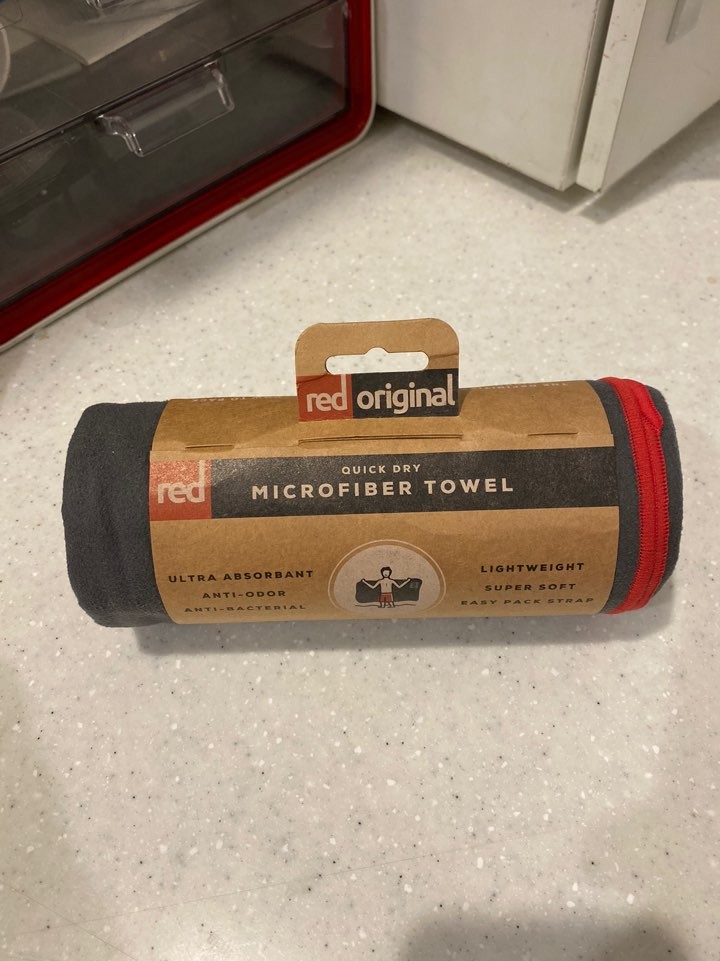 red original
red
QUICK DRY
MICROFIBER TOWEL
ULTRA ABSORBANT
ANTI-ODOR
ANTI-BACTERIAL
LIGHTWEIGHT
SUPER SOFT
EASY PACK STRAP